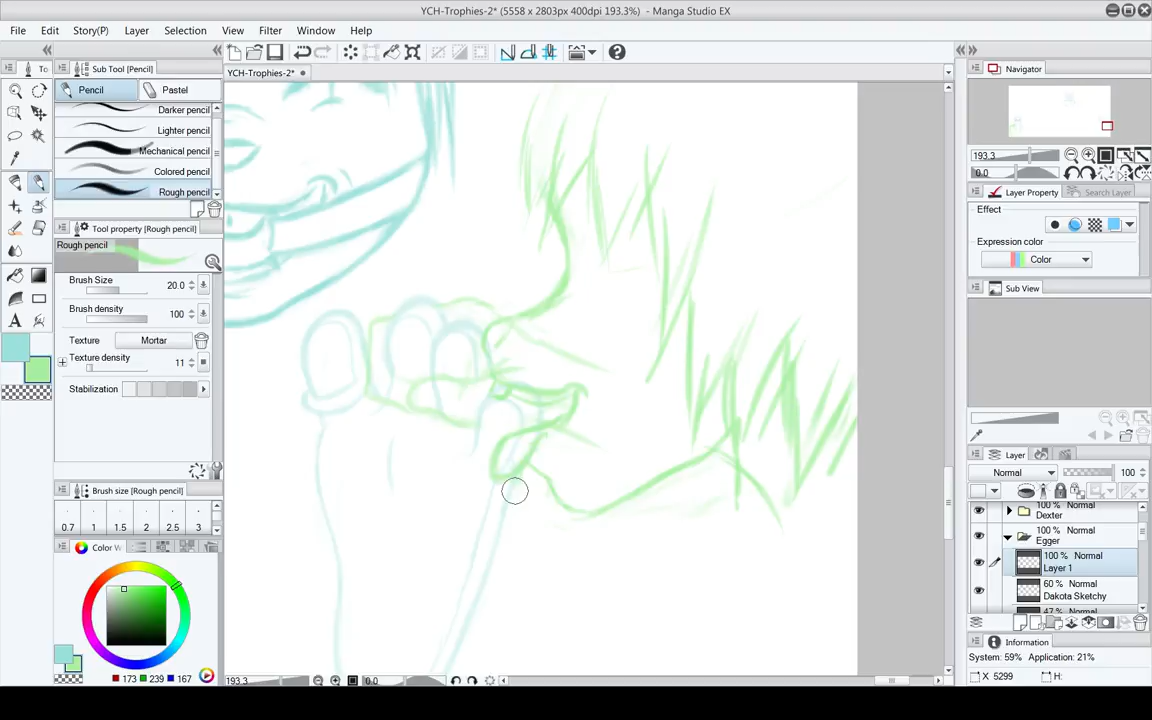 YCH-Trophies-2* (5558 x 2803px 400dpi 193.3%) - Manga Studio EX
File Edit Story(P) Layer Selection View Filter Window Help
To
Sub Tool [Pencil]
YCH-Trophies-2*
Navigator
Pencil
Pastel
Darker pencil
Lighter pencil
Mechanical pencil
Colored pencil
Rough pencil
193.3
0.0
Layer Property
Search Layer
Effect
Expression color
Color
Tool property [Rough pencil]
Rough pencil
Brush Size 20.0
Brush density 100
Texture Mortar
Texture density 11
Stabilization
Sub View
Layer
Normal 100
Brush size [Rough pencil]
0.7 1 2 2.5 3
Color W
100 % Normal
Dexter
100 % Normal
Egger
100 % Normal
Layer 1
60 % Normal
Dakota Sketchy
47 % Normal
Information
System: 59% Application: 21%
X 5299 H:
173 239 167
193.3 0.0